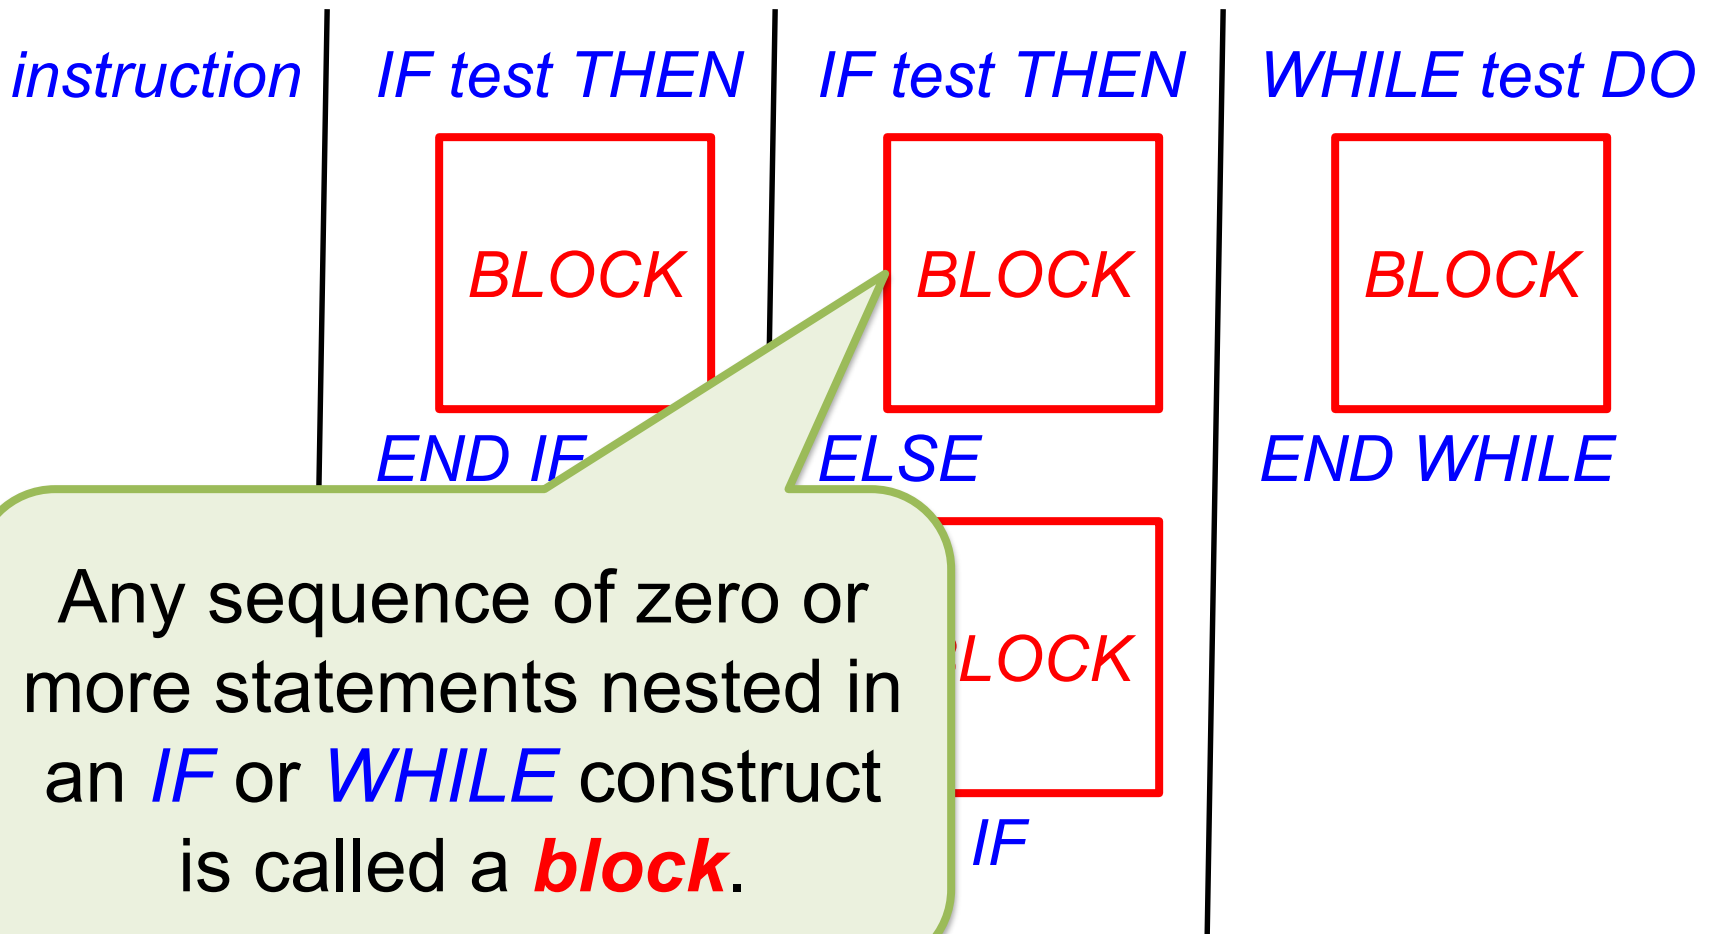 instruction
IF test THEN
BLOCK
END IF
IF test THEN
BLOCK
ELSE
LOCK
IF
WHILE test DO
BLOCK
END WHILE
Any sequence of zero or
more statements nested in
an IF or WHILE construct
is called a block.